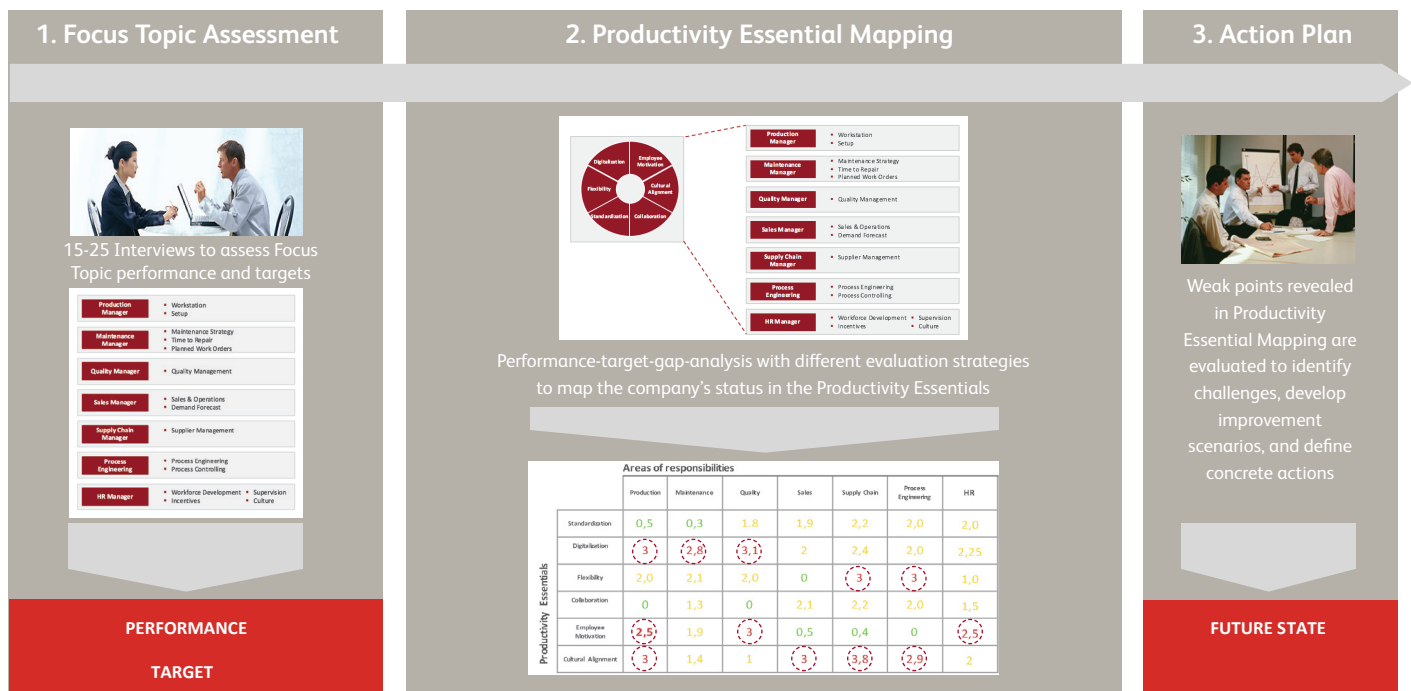 1. Focus Topic Assessment
15-25 Interviews to assess Focus
Topic performance and targets
Production
Manager
• Workstation
• Setup
Maintenance
Manager
• Maintenance Strategy
• Time to Repair
• Planned Work Orders
Quality Manager
• Quality Management
Sales Manager
• Sales & Operations
• Demand Forecast
Supply Chain
Manager
• Supplier Management
Process
Engineering
• Process Engineering
• Process Controlling
HR Manager
• Workforce Development • Supervision
• Incentives • Culture
PERFORMANCE
TARGET
2. Productivity Essential Mapping
Digitalization
Employee
Motivation
Flexibility
Cultural
Alignment
Standardization
Collaboration
Production
Manager
• Workstation
• Setup
Maintenance
Manager
• Maintenance Strategy
• Time to Repair
• Planned Work Orders
Quality Manager
• Quality Management
Sales Manager
• Sales & Operations
• Demand Forecast
Supply Chain
Manager
• Supplier Management
Process
Engineering
• Process Engineering
• Process Controlling
HR Manager
• Workforce Development • Supervision
• Incentives • Culture
Performance-target-gap-analysis with different evaluation strategies
to map the company's status in the Productivity Essentials
Areas of responsibilities
Production Maintenance Quality Sales Supply Chain Process Engineering HR
Productivity Essentials
Standardization 0,5 0,3 1.8 1,9 2,2 2,0 2,0
Digitalization 3 2,8 3,1 2 2,4 2,0 2,25
Flexibility 2,0 2,1 2,0 0 3 3 1,0
Collaboration 0 1,3 0 2,1 2,2 2,0 1,5
Employee Motivation 2,5 1,9 3 0,5 0,4 0 2,5
Cultural Alignment 3 1,4 1 3 3,8 2,9 2
3. Action Plan
Weak points revealed
in Productivity
Essential Mapping are
evaluated to identify
challenges, develop
improvement
scenarios, and define
concrete actions
FUTURE STATE